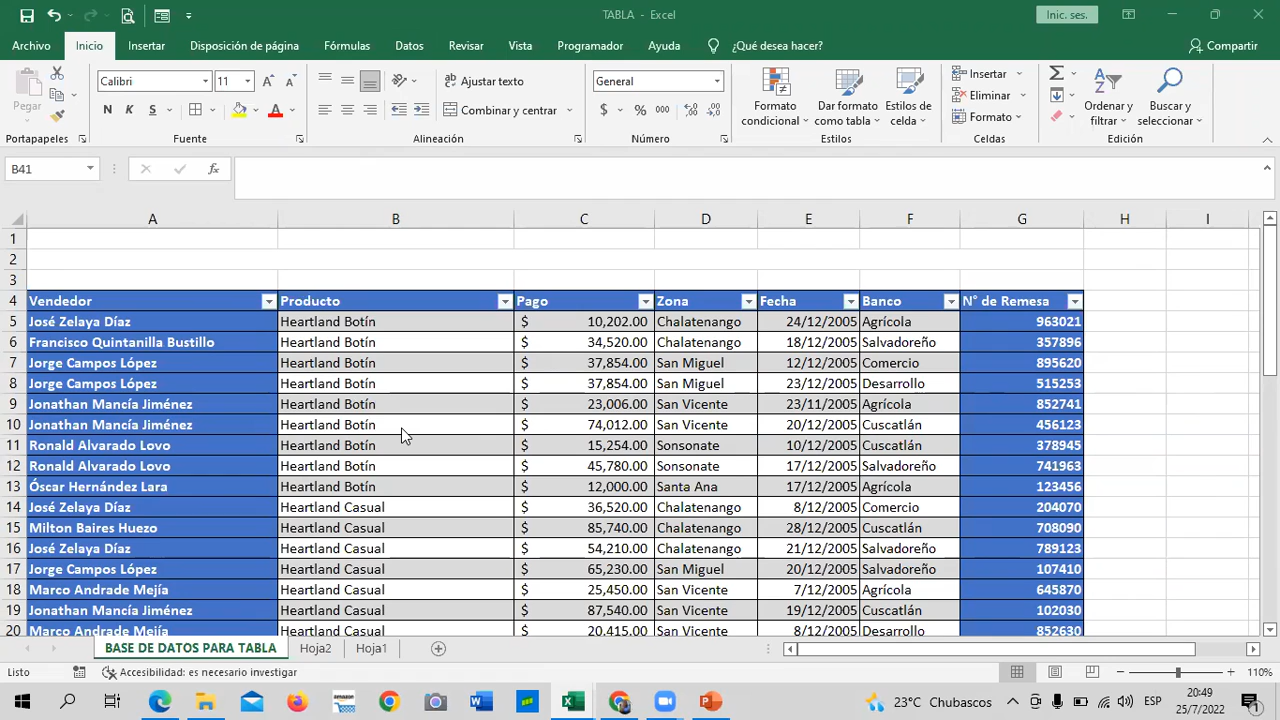 TABLA - Excel
Inic. ses.
Archivo Inicio Insertar Disposición de página Fórmulas Datos Revisar Vista Programador Ayuda ¿Qué desea hacer? Compartir
Pegar
Calibri 11
N K S
Ajustar texto
Combinar y centrar
General
$ % 000
Formato condicional
Dar formato como tabla
Estilos de celda
Insertar
Eliminar
Formato
Ordenar y filtrar
Buscar y seleccionar
Portapapeles Fuente Alineación Número Estilos Celdas Edición
B41 fx
A B C D E F G H I
1
2
3
4 Vendedor Producto Pago Zona Fecha Banco N° de Remesa
5 José Zelaya Díaz Heartland Botín $ 10,202.00 Chalatenango 24/12/2005 Agrícola 963021
6 Francisco Quintanilla Bustillo Heartland Botín $ 34,520.00 Chalatenango 18/12/2005 Salvadoreño 357896
7 Jorge Campos López Heartland Botín $ 37,854.00 San Miguel 12/12/2005 Comercio 895620
8 Jorge Campos López Heartland Botín $ 37,854.00 San Miguel 23/12/2005 Desarrollo 515253
9 Jonathan Mancía Jiménez Heartland Botín $ 23,006.00 San Vicente 23/11/2005 Agrícola 852741
10 Jonathan Mancía Jiménez Heartland Botín $ 74,012.00 San Vicente 20/12/2005 Cuscatlán 456123
11 Ronald Alvarado Lovo Heartland Botín $ 15,254.00 Sonsonate 10/12/2005 Cuscatlán 378945
12 Ronald Alvarado Lovo Heartland Botín $ 45,780.00 Sonsonate 17/12/2005 Salvadoreño 741963
13 Óscar Hernández Lara Heartland Botín $ 12,000.00 Santa Ana 17/12/2005 Agrícola 123456
14 José Zelaya Díaz Heartland Casual $ 36,520.00 Chalatenango 8/12/2005 Comercio 204070
15 Milton Baires Huezo Heartland Casual $ 85,740.00 Chalatenango 28/12/2005 Cuscatlán 708090
16 José Zelaya Díaz Heartland Casual $ 54,210.00 Chalatenango 21/12/2005 Salvadoreño 789123
17 Jorge Campos López Heartland Casual $ 65,230.00 San Miguel 20/12/2005 Salvadoreño 107410
18 Marco Andrade Mejía Heartland Casual $ 25,450.00 San Vicente 7/12/2005 Agrícola 645870
19 Jonathan Mancía Jiménez Heartland Casual $ 87,540.00 San Vicente 19/12/2005 Cuscatlán 102030
20 Marco Andrade Mejía Heartland Casual $ 20,415.00 San Vicente 8/12/2005 Desarrollo 852630
BASE DE DATOS PARA TABLA Hoja2 Hoja1
Listo Accesibilidad: es necesario investigar 110%
23°C Chubascos ESP 20:49
25/7/2022